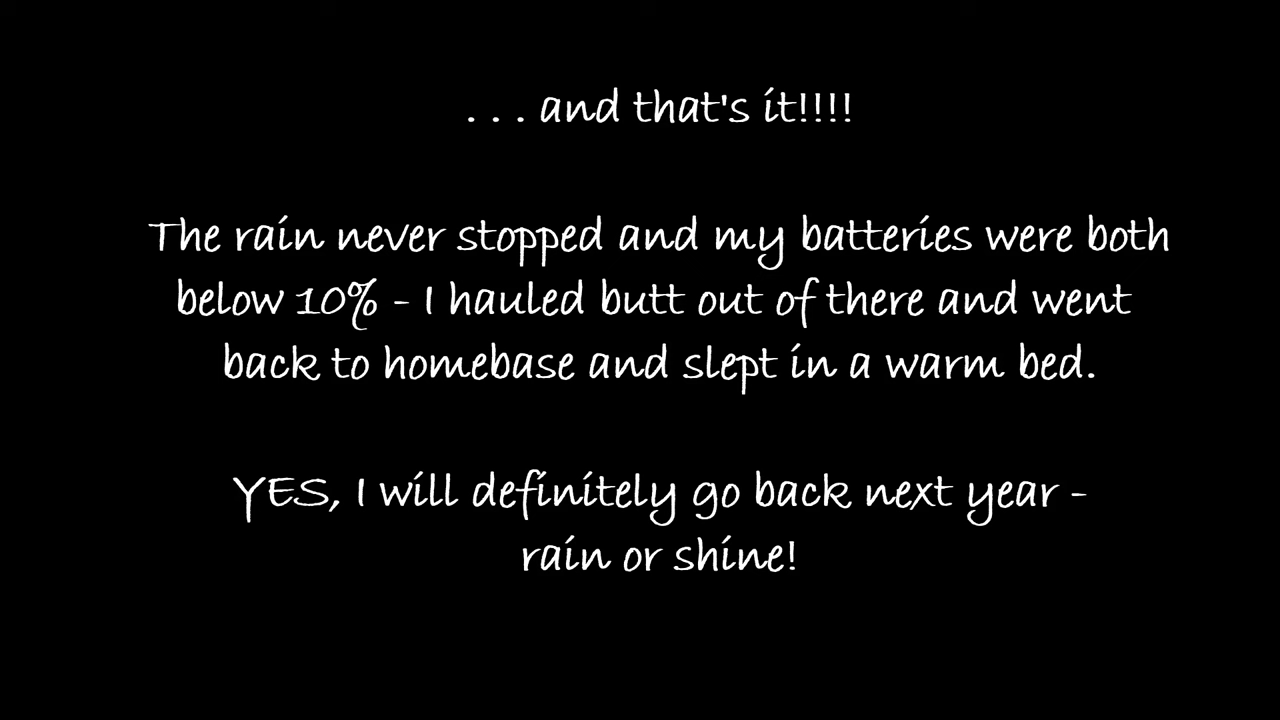 . . . and that's it!!!!
The rain never stopped and my batteries were both
below 10% - I hauled butt out of there and went
back to homebase and slept in a warm bed.
YES, I will definitely go back next year -
rain or shine!